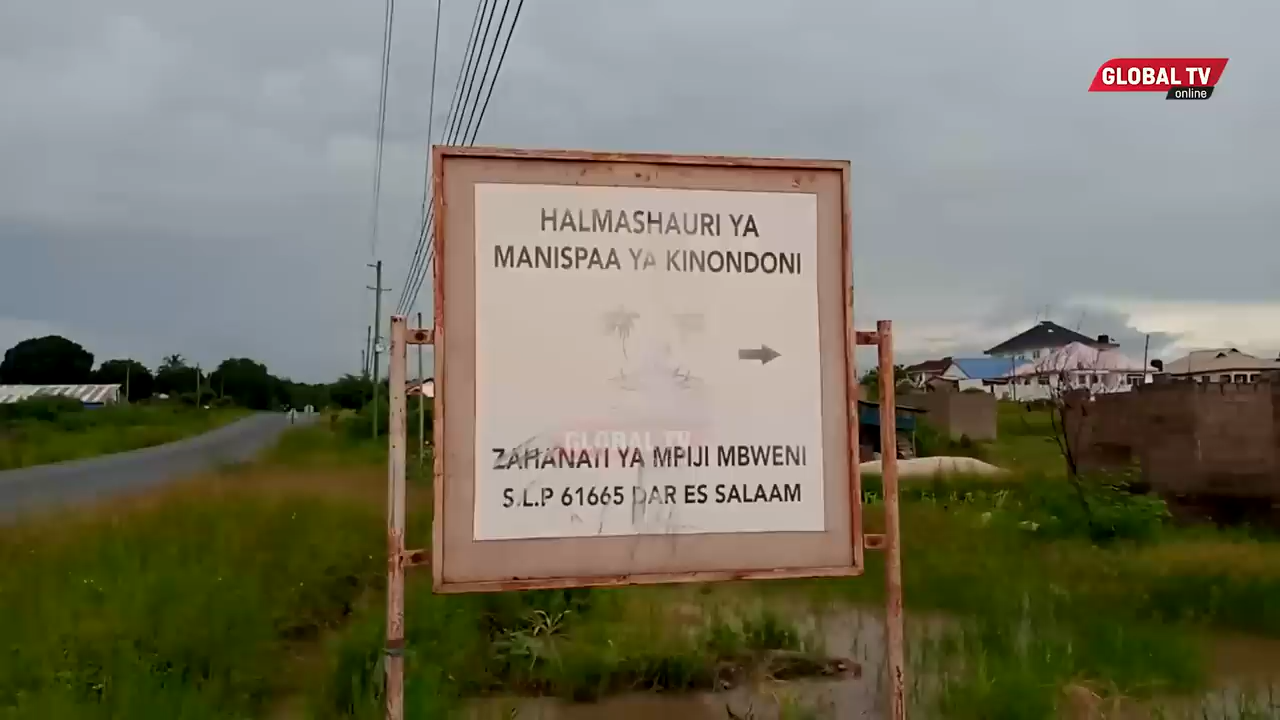 GLOBAL TV
online
HALMASHAURI YA
MANISPAA YA KINONDONI
GLOBAL TV
ZAHANATI YA MPIJI MBWENI
S.L.P 61665 DAR ES SALAAM